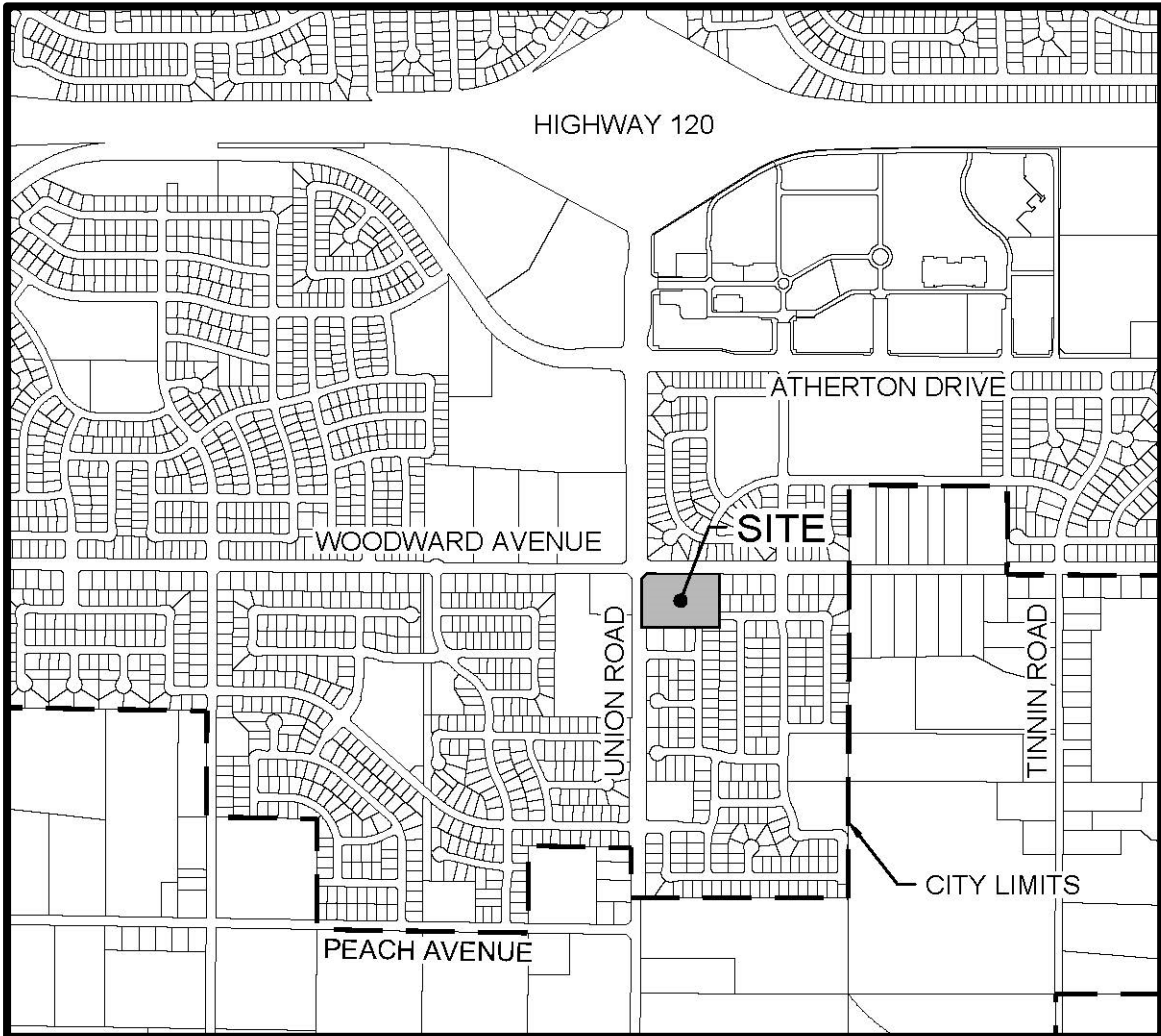 HIGHWAY 120
ATHERTON DRIVE
SITE
WOODWARD AVENUE
UNION ROAD
TINNIN ROAD
CITY LIMITS
PEACH AVENUE